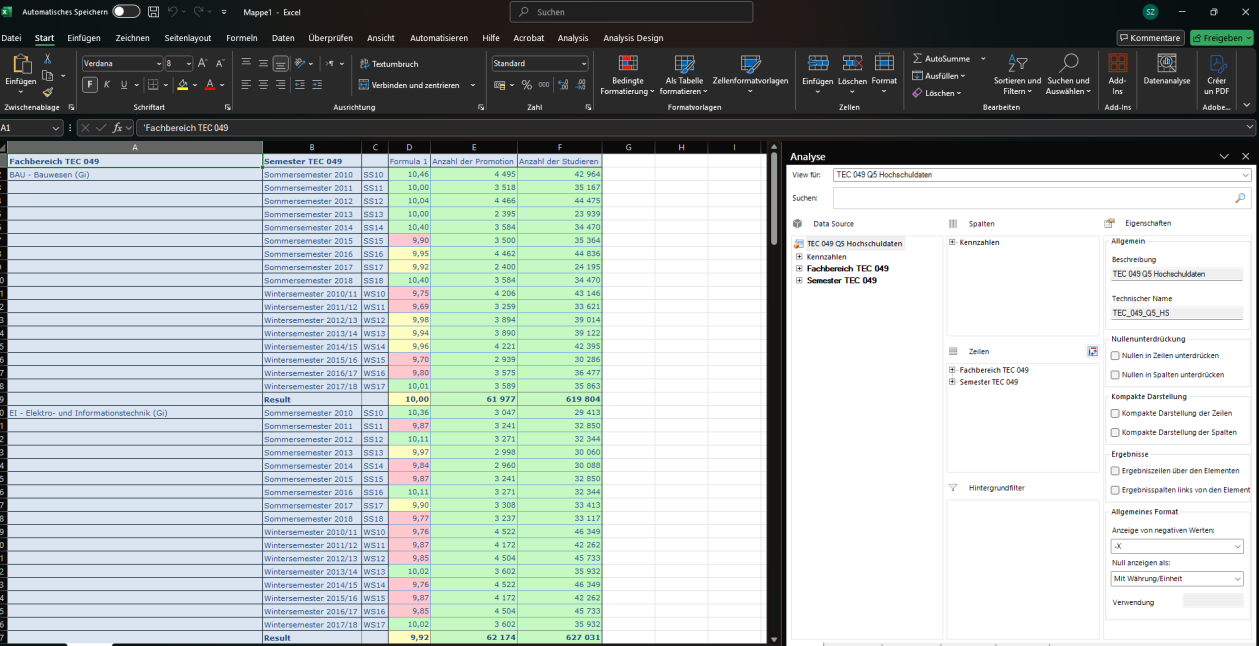 Automatisches Speichern Mappe1 - Excel Suchen SZ
Datei Start Einfügen Zeichnen Seitenlayout Formeln Daten Überprüfen Ansicht Automatisieren Hilfe Acrobat Analysis Analysis Design Kommentare Freigeben
Einfügen Verdana 8 Textumbruch Standard Bedingte Formatierung Als Tabelle formatieren Zellenformatvorlagen Einfügen Löschen Format AutoSumme Sortieren und Filtern Suchen und Auswählen Add-Ins Datenanalyse Créer un PDF
F K U Verbinden und zentrieren % 000 Ausfüllen
Löschen
Zwischenablage Schriftart Ausrichtung Zahl Formatvorlagen Zellen Bearbeiten Add-Ins Adobe...
A1 fx 'Fachbereich TEC 049
A B C D E F G H I
Fachbereich TEC 049 Semester TEC 049 Formula 1 Anzahl der Promotion Anzahl der Studieren
BAU - Bauwesen (Gi) Sommersemester 2010 SS10 10,46 4 495 42 964
Sommersemester 2011 SS11 10,00 3 518 35 167
Sommersemester 2012 SS12 10,04 4 466 44 475
Sommersemester 2013 SS13 10,00 2 395 23 939
Sommersemester 2014 SS14 10,40 3 584 34 470
Sommersemester 2015 SS15 9,90 3 500 35 364
Sommersemester 2016 SS16 9,95 4 462 44 836
Sommersemester 2017 SS17 9,92 2 400 24 195
Sommersemester 2018 SS18 10,40 3 584 34 470
Wintersemester 2010/11 WS10 9,75 4 206 43 146
Wintersemester 2011/12 WS11 9,69 3 259 33 621
Wintersemester 2012/13 WS12 9,98 3 894 39 014
Wintersemester 2013/14 WS13 9,94 3 890 39 122
Wintersemester 2014/15 WS14 9,96 4 221 42 395
Wintersemester 2015/16 WS15 9,70 2 939 30 286
Wintersemester 2016/17 WS16 9,80 3 575 36 477
Wintersemester 2017/18 WS17 10,01 3 589 35 863
Result 10,00 61 977 619 804
EI - Elektro- und Informationstechnik (Gi) Sommersemester 2010 SS10 10,36 3 047 29 413
Sommersemester 2011 SS11 9,87 3 241 32 850
Sommersemester 2012 SS12 10,11 3 271 32 344
Sommersemester 2013 SS13 9,97 2 998 30 060
Sommersemester 2014 SS14 9,84 2 960 30 088
Sommersemester 2015 SS15 9,87 3 241 32 850
Sommersemester 2016 SS16 10,11 3 271 32 344
Sommersemester 2017 SS17 9,90 3 308 33 413
Sommersemester 2018 SS18 9,77 3 237 33 117
Wintersemester 2010/11 WS10 9,76 4 522 46 349
Wintersemester 2011/12 WS11 9,87 4 172 42 262
Wintersemester 2012/13 WS12 9,85 4 504 45 733
Wintersemester 2013/14 WS13 10,02 3 602 35 932
Wintersemester 2014/15 WS14 9,76 4 522 46 349
Wintersemester 2015/16 WS15 9,87 4 172 42 262
Wintersemester 2016/17 WS16 9,85 4 504 45 733
Wintersemester 2017/18 WS17 10,02 3 602 35 932
Result 9,92 62 174 627 031
Analyse
View für: TEC 049 Q5 Hochschuldaten
Suchen:
Data Source
TEC 049 Q5 Hochschuldaten
Kennzahlen
Fachbereich TEC 049
Semester TEC 049
Spalten
Kennzahlen
Zeilen
Fachbereich TEC 049
Semester TEC 049
Hintergrundfilter
Eigenschaften
Allgemein
Beschreibung
TEC 049 Q5 Hochschuldaten
Technischer Name
TEC_049_Q5_HS
Nullenunterdrückung
Nullen in Zeilen unterdrücken
Nullen in Spalten unterdrücken
Kompakte Darstellung
Kompakte Darstellung der Zeilen
Kompakte Darstellung der Spalten
Ergebnisse
Ergebniszeilen über den Elementen
Ergebnisspalten links von den Element
Allgemeines Format
Anzeige von negativen Werten:
-X
Null anzeigen als:
Mit Währung/Einheit
Verwendung